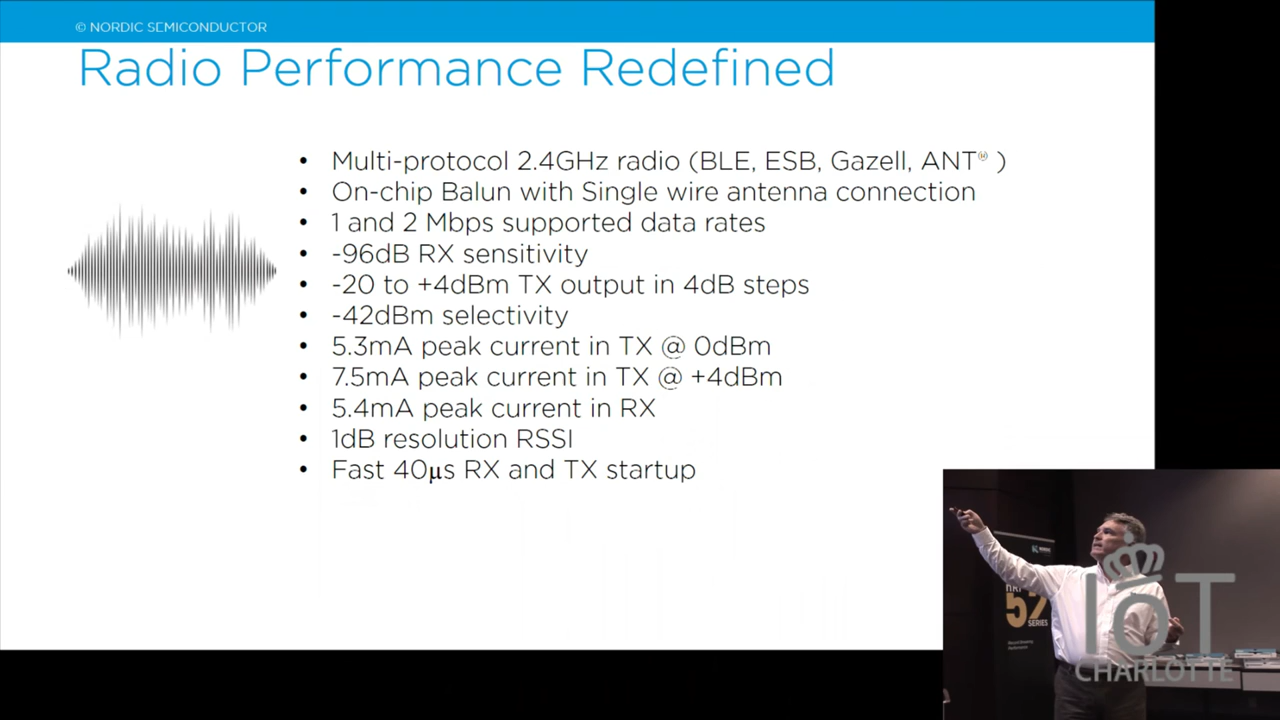 © NORDIC SEMICONDUCTOR
Radio Performance Redefined
• Multi-protocol 2.4GHz radio (BLE, ESB, Gazell, ANT® )
• On-chip Balun with Single wire antenna connection
• 1 and 2 Mbps supported data rates
• -96dB RX sensitivity
• -20 to +4dBm TX output in 4dB steps
• -42dBm selectivity
• 5.3mA peak current in TX @ 0dBm
• 7.5mA peak current in TX @ +4dBm
• 5.4mA peak current in RX
• 1dB resolution RSSI
• Fast 40µs RX and TX startup
52
SERIES
IoT
CHARLOTTE